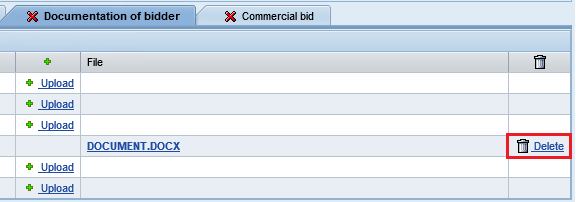 Documentation of bidder Commercial bid
File
Upload
Upload
Upload
DOCUMENT.DOCX Delete
Upload
Upload